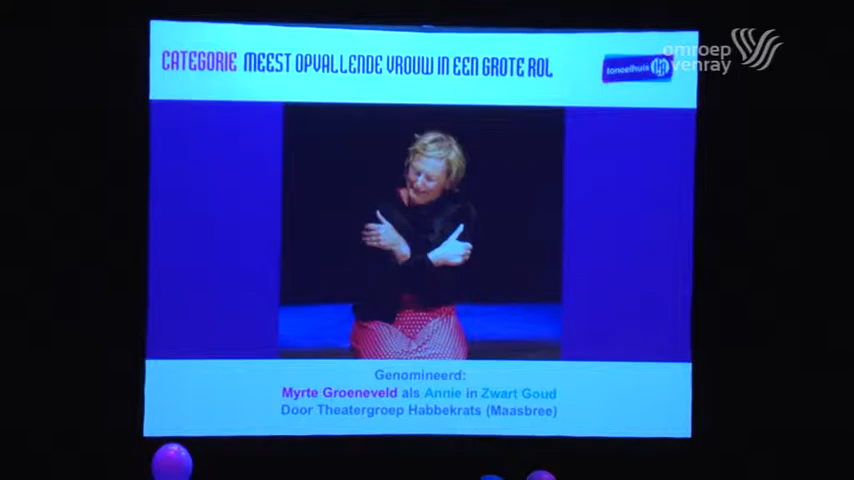 CATEGORIE MEEST OPVALLENDE VROUW IN EEN GROTE ROL
toneelhuis
omroep
venray
Genomineerd:
Myrte Groeneveld als Annie in Zwart Goud
Door Theatergroep Habbekrats (Maasbree)